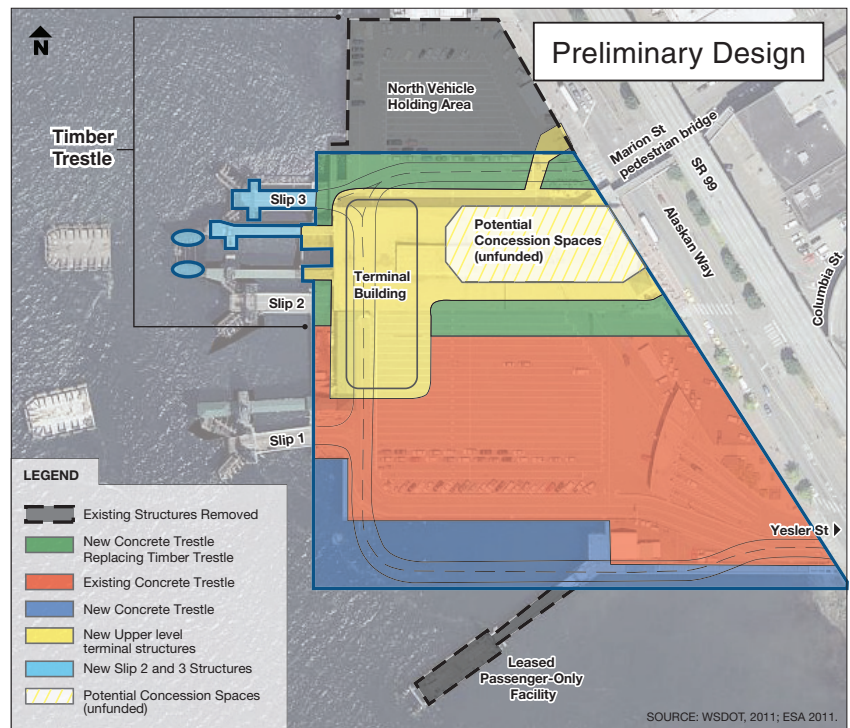 N
Preliminary Design
North Vehicle
Holding Area
Timber
Trestle
Marion St
pedestrian bridge
SR 99
Slip 3
Potential
Concession Spaces
(unfunded)
Alaskan Way
Terminal
Building
Columbia St
Slip 2
Slip 1
LEGEND
Existing Structures Removed
New Concrete Trestle
Replacing Timber Trestle
Existing Concrete Trestle
New Concrete Trestle
New Upper level
terminal structures
New Slip 2 and 3 Structures
Potential Concession Spaces
(unfunded)
Yesler St
Leased
Passenger-Only
Facility
SOURCE: WSDOT, 2011; ESA 2011.